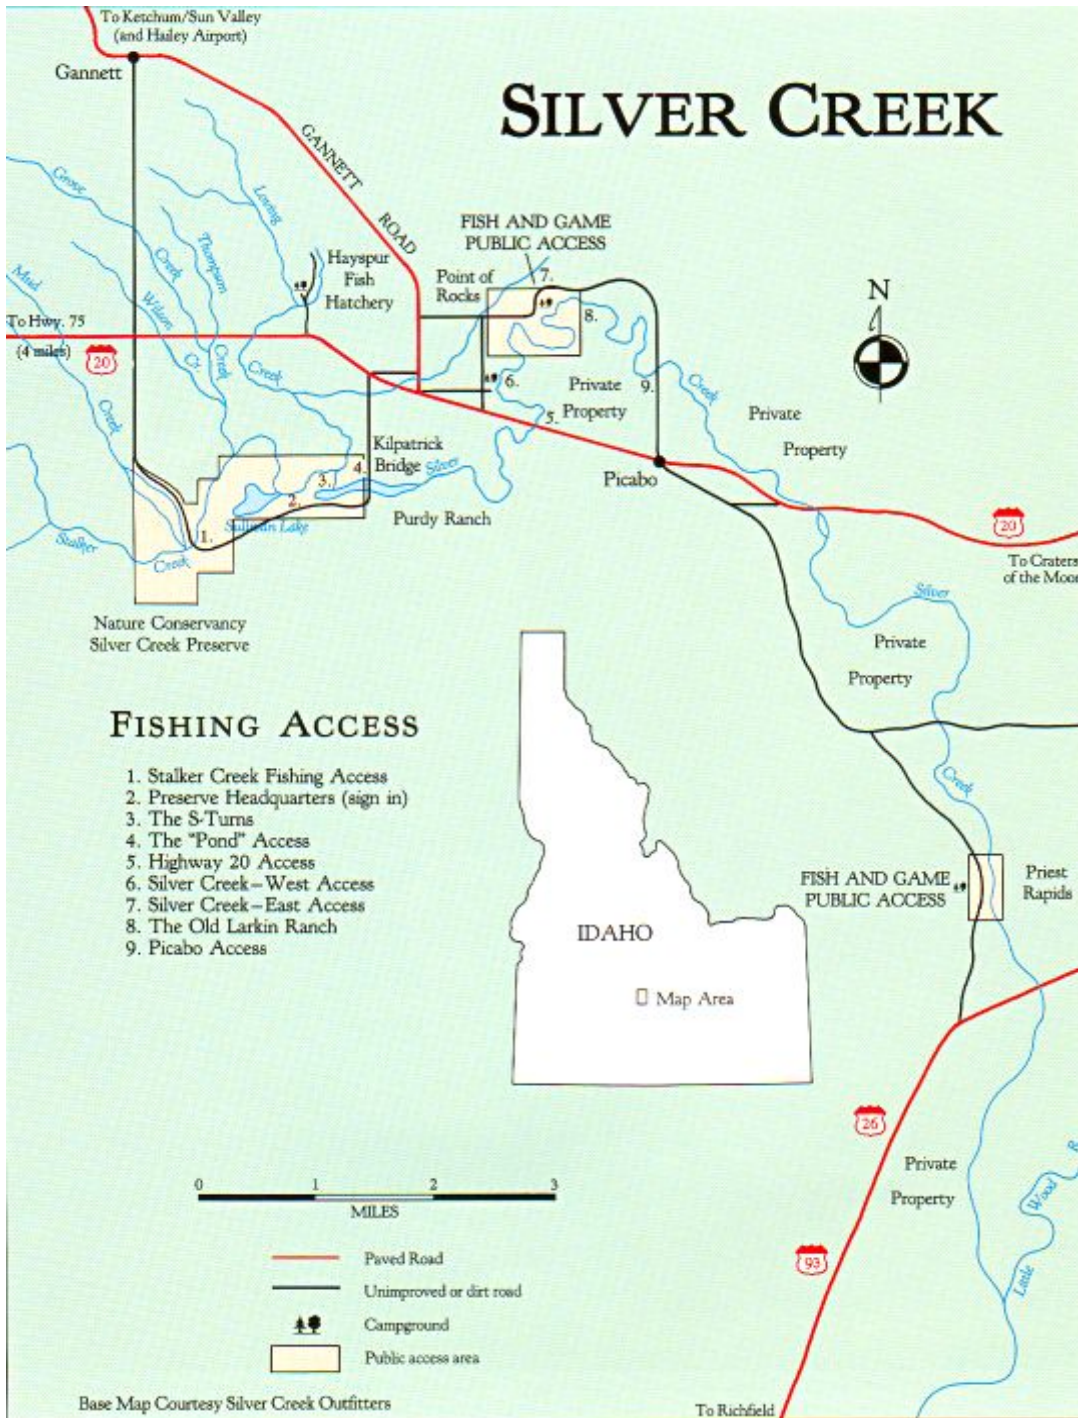 To Ketchum/Sun Valley
(and Hailey Airport)
Gannett
SILVER CREEK
GANNETT ROAD
Grove Creek
Loving Creek
Thompson Creek
Wilson Cr.
Mud Creek
FISH AND GAME
PUBLIC ACCESS
Hayspur
Fish
Hatchery
Point of
Rocks
7.
8.
N
To Hwy. 75
(4 miles)
20
6.
9.
Private
Property
5.
Creek
Private
Property
Kilpatrick
Bridge
4.
3.
2.
1.
Silver
Picabo
Purdy Ranch
Sullivan Lake
Stalker
Creek
20
To Craters
of the Moon
Nature Conservancy
Silver Creek Preserve
Silver
Private
Property
Creek
FISHING ACCESS
1. Stalker Creek Fishing Access
2. Preserve Headquarters (sign in)
3. The S-Turns
4. The "Pond" Access
5. Highway 20 Access
6. Silver Creek–West Access
7. Silver Creek–East Access
8. The Old Larkin Ranch
9. Picabo Access
FISH AND GAME
PUBLIC ACCESS
Priest
Rapids
IDAHO
Map Area
26
Private
Property
93
Little Wood R
0 1 2 3
MILES
Paved Road
Unimproved or dirt road
Campground
Public access area
Base Map Courtesy Silver Creek Outfitters
To Richfield